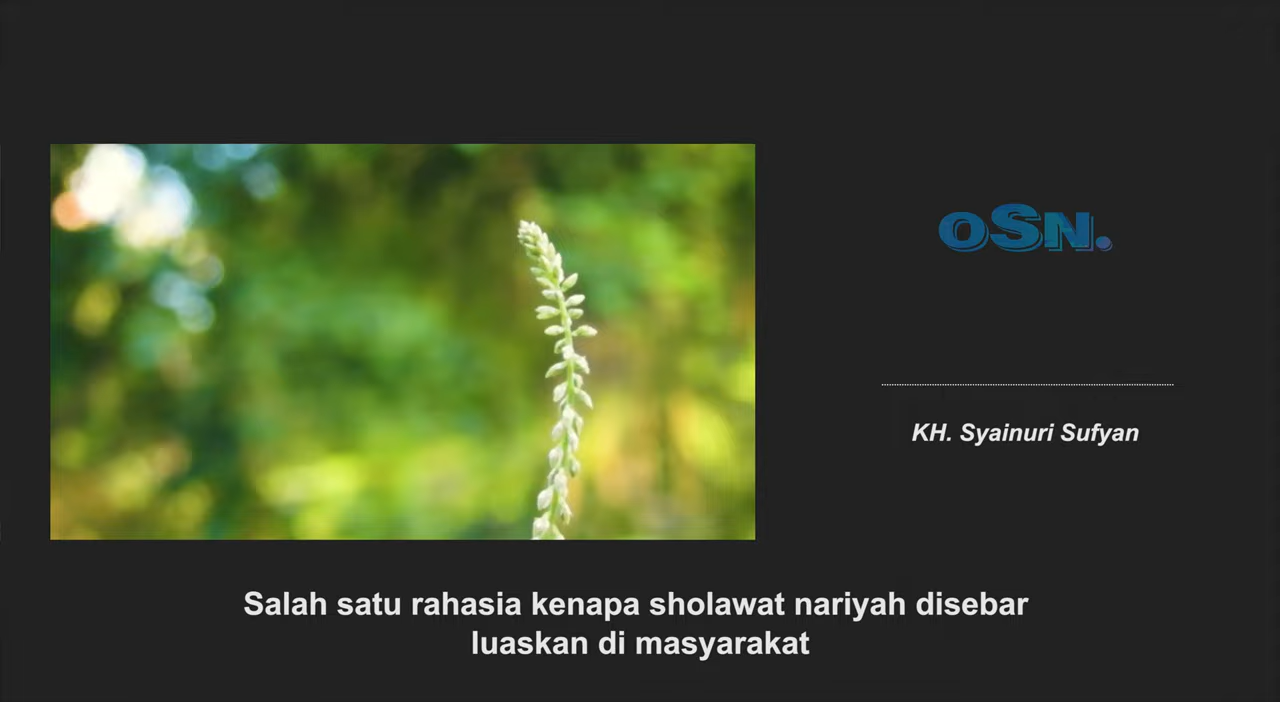 oSN.
KH. Syainuri Sufyan
Salah satu rahasia kenapa sholawat nariyah disebar
luaskan di masyarakat